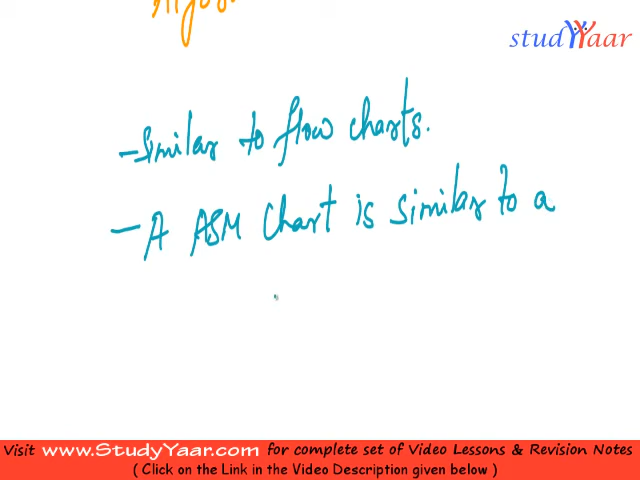 studYYaar
-Similar to flow charts.
- A ASM Chart is similar to a
Visit www.StudyYaar.com for complete set of Video Lessons & Revision Notes
( Click on the Link in the Video Description given below )